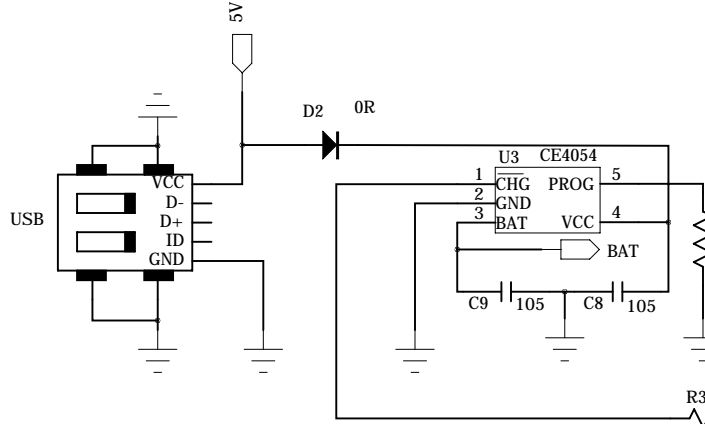 5V
D2 0R
U3 CE4054
1 CHG PROG 5
2 GND
3 BAT VCC 4
BAT
USB
VCC
D-
D+
ID
GND
C9 105 C8 105
R3